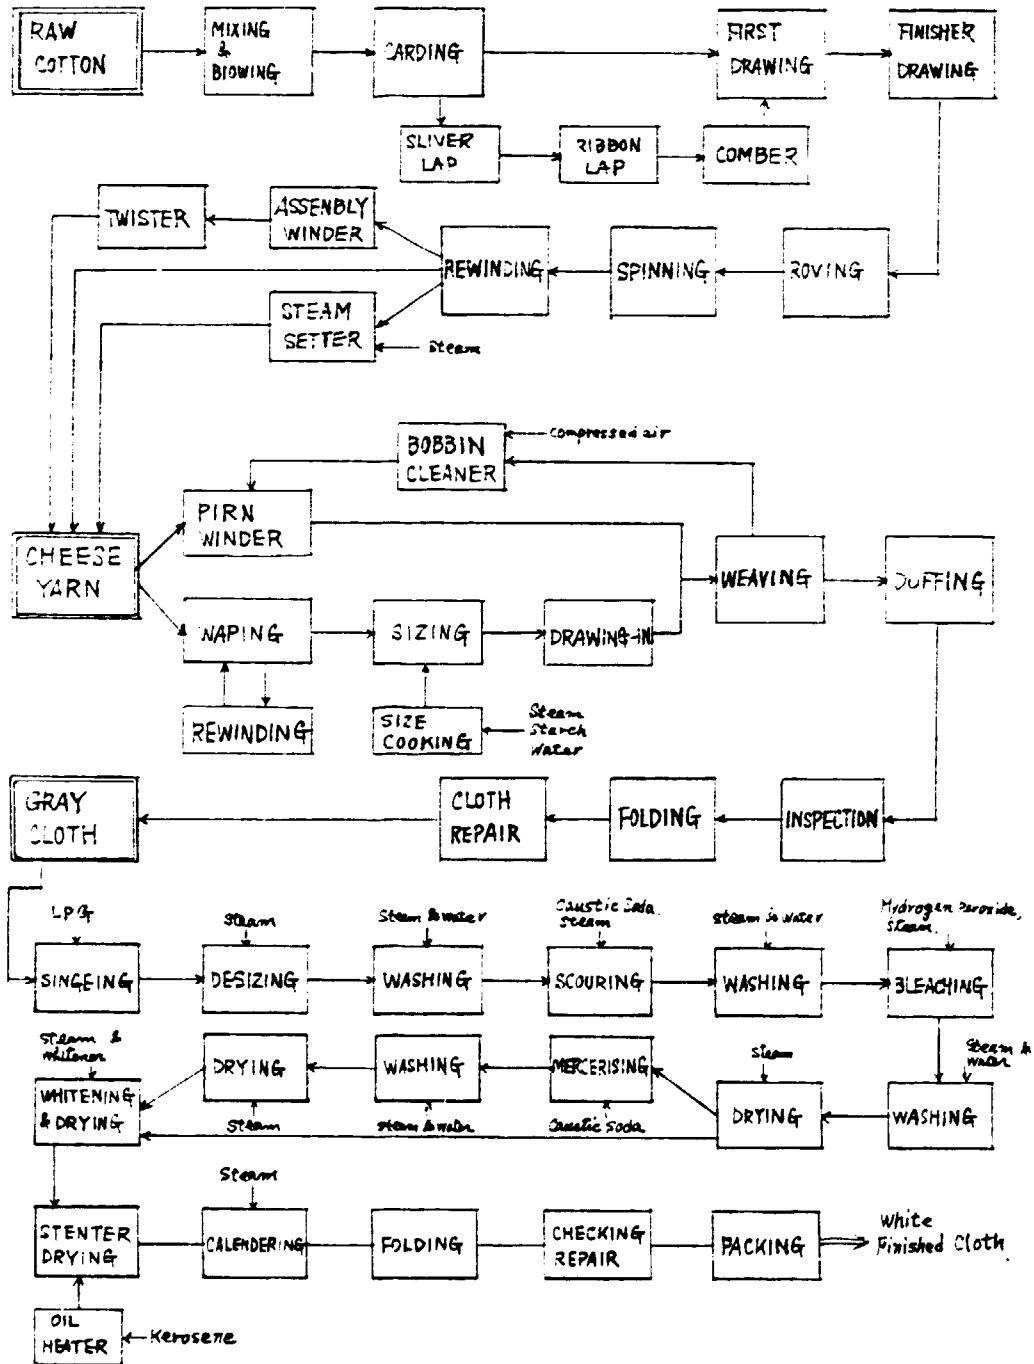 RAW
COTTON
MIXING
&
BLOWING
CARDING
FIRST
DRAWING
FINISHER
DRAWING
SLIVER
LAP
RIBBON
LAP
COMBER
TWISTER
ASSEMBLY
WINDER
REWINDING
SPINNING
ROVING
STEAM
SETTER
Steam
BOBBIN
CLEANER
Compressed air
PIRN
WINDER
CHEESE
YARN
WEAVING
DOFFING
WAPING
SIZING
DRAWING-IN
REWINDING
SIZE
COOKING
Steam
Starch
Water
GRAY
CLOTH
CLOTH
REPAIR
FOLDING
INSPECTION
LPG
Steam
Steam & water
Caustic Soda,
Steam
Steam & Water
Hydrogen Peroxide,
Steam
SINGEING
DESIZING
WASHING
SCOURING
WASHING
BLEACHING
Steam &
Whitener
DRYING
WASHING
MERCERISING
Steam
Steam &
water
WHITENING
& DRYING
DRYING
WASHING
Steam
Steam & water
Caustic Soda
Steam
STENTER
DRYING
CALENDERING
FOLDING
CHECKING
REPAIR
PACKING
White
Finished Cloth
OIL
HEATER
Kerosene